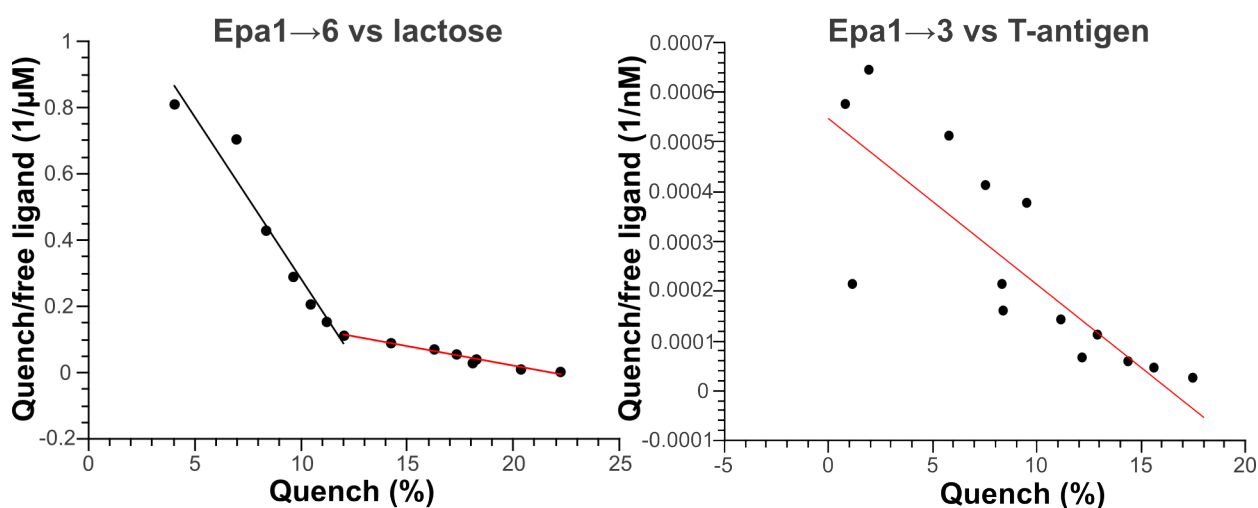 Epa1→6 vs lactose
Quench/free ligand (1/µM)
1
0.8
0.6
0.4
0.2
0
-0.2
0 5 10 15 20 25
Quench (%)
Epa1→3 vs T-antigen
Quench/free ligand (1/nM)
0.0007
0.0006
0.0005
0.0004
0.0003
0.0002
0.0001
0
-0.0001
-5 0 5 10 15 20
Quench (%)